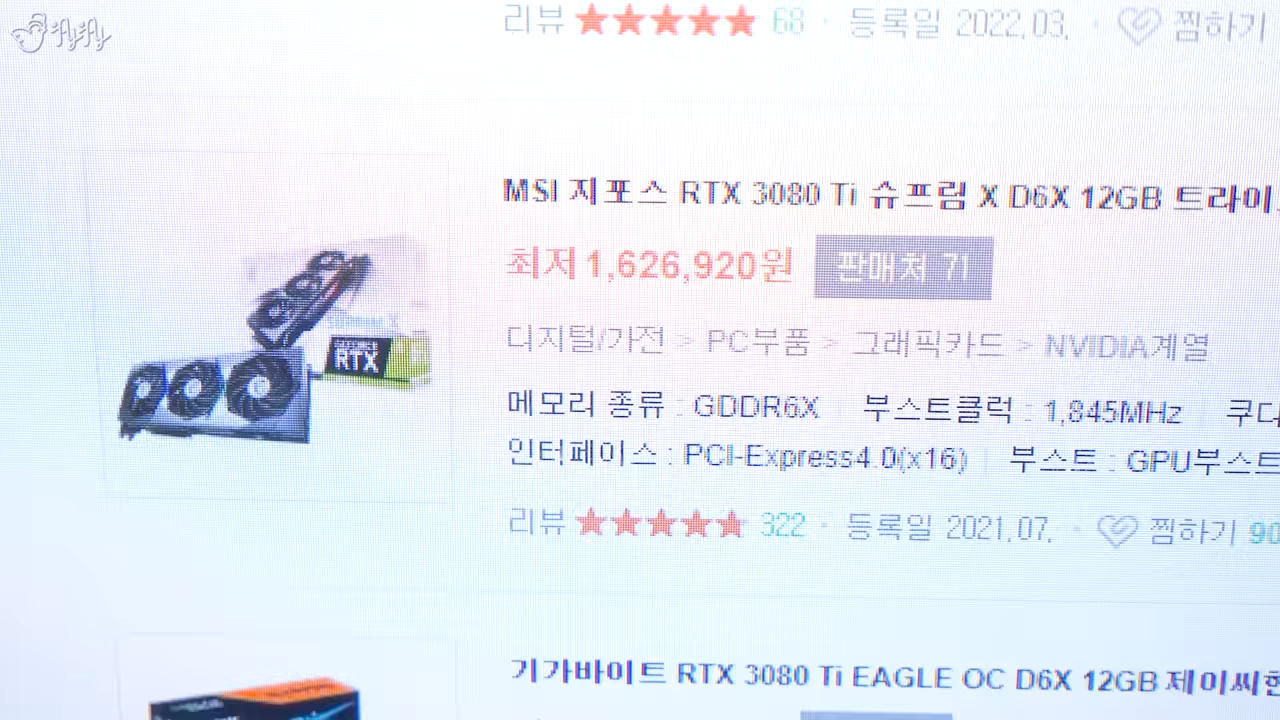 리뷰 ★★★★★ 68 · 등록일 2022.03. ♡ 찜하기
MSI 지포스 RTX 3080 Ti 슈프림 X D6X 12GB 트라이
최저 1,626,920원 판매처 71
디지털/가전 > PC부품 > 그래픽카드 > NVIDIA계열
메모리 종류 : GDDR6X 부스트클럭 : 1,845MHz 쿠다
인터페이스 : PCI-Express4.0(x16) 부스트 : GPU부스트
리뷰 ★★★★★ 322 · 등록일 2021.07. · 찜하기 90
GEFORCE
RTX
기가바이트 RTX 3080 Ti EAGLE OC D6X 12GB 제이씨현